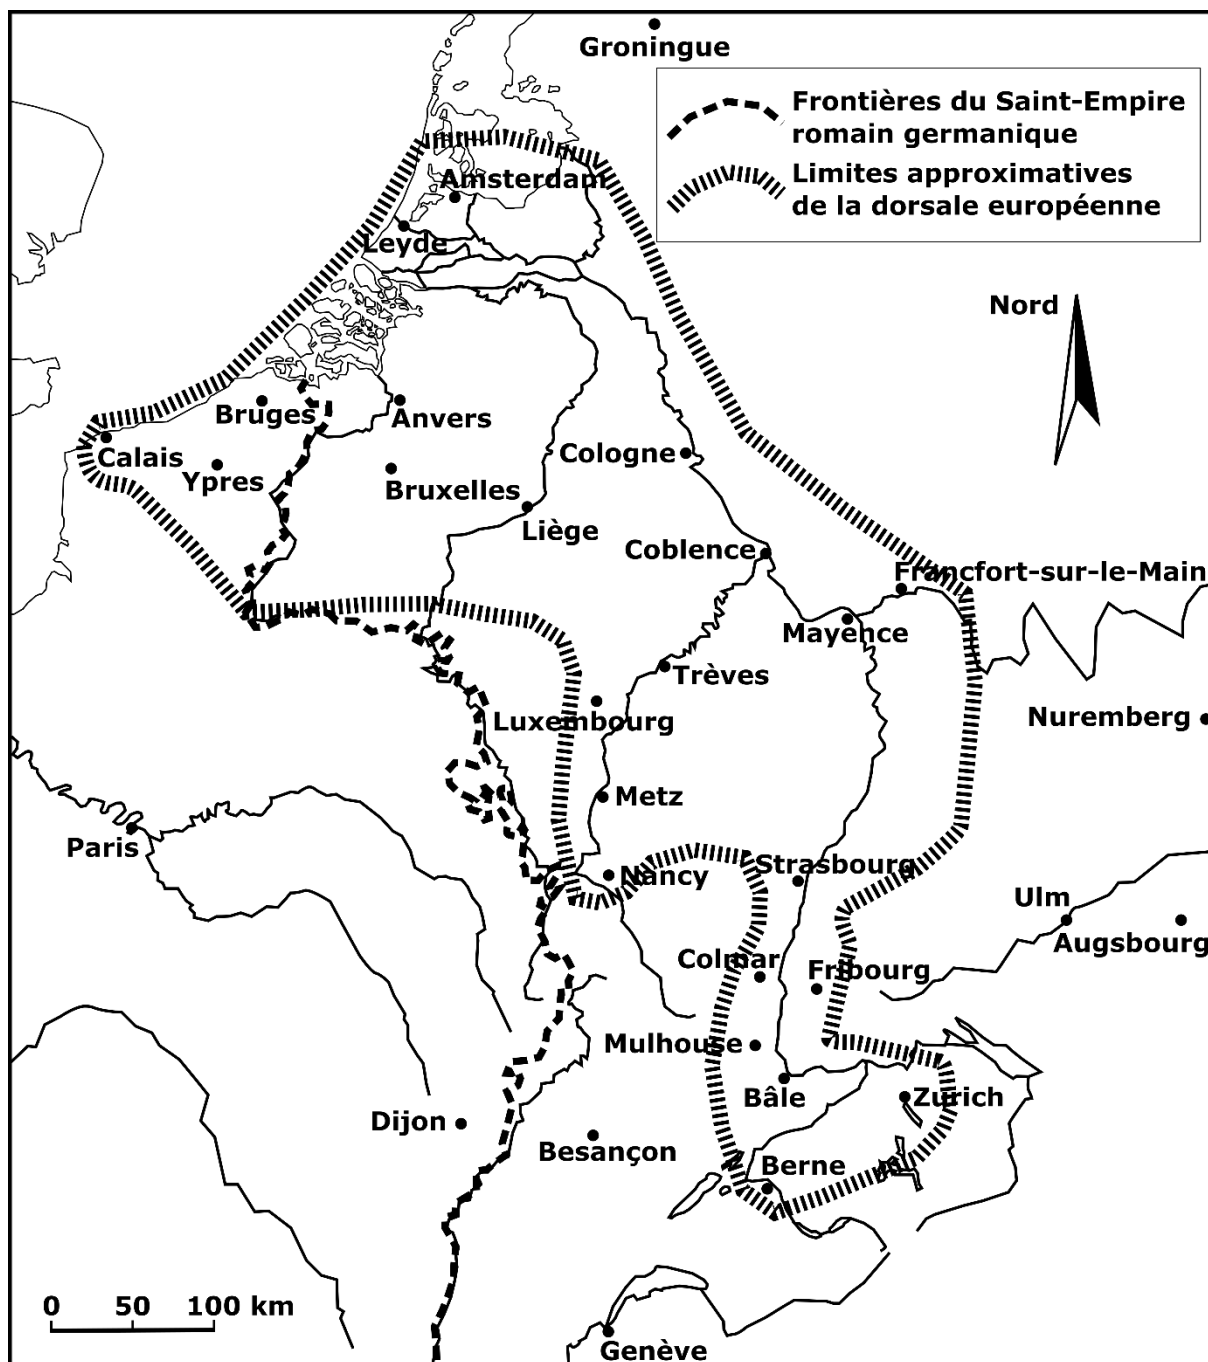 Groningue
Frontières du Saint-Empire
romain germanique
Limites approximatives
de la dorsale européenne
Amsterdam
Leyde
Nord
Bruges
Anvers
Calais
Cologne
Ypres
Bruxelles
Liège
Coblence
Francfort-sur-le-Main
Mayence
Trèves
Luxembourg
Nuremberg
Metz
Paris
Strasbourg
Nancy
Ulm
Augsbourg
Colmar
Fribourg
Mulhouse
Bâle
Zurich
Dijon
Besançon
Berne
0 50 100 km
Genève